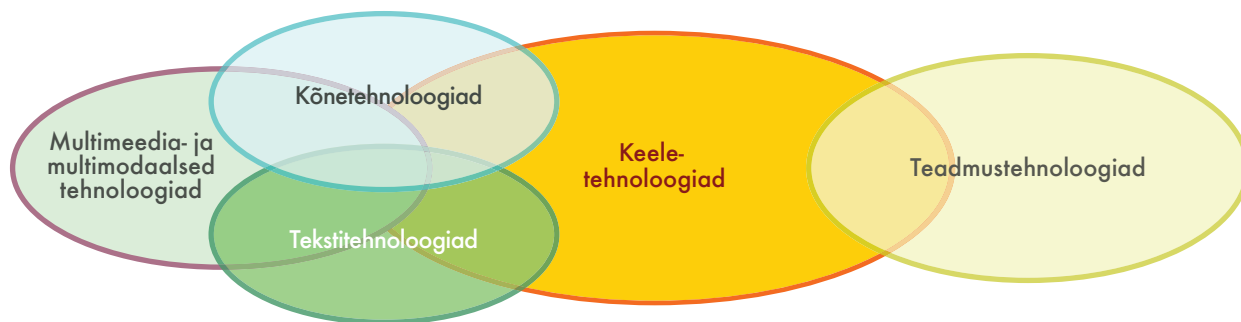 Kõnetehnoloogiad
Multimeedia- ja
multimodaalsed
tehnoloogiad
Keele-
tehnoloogiad
Teadmustehnoloogiad
Tekstitehnoloogiad